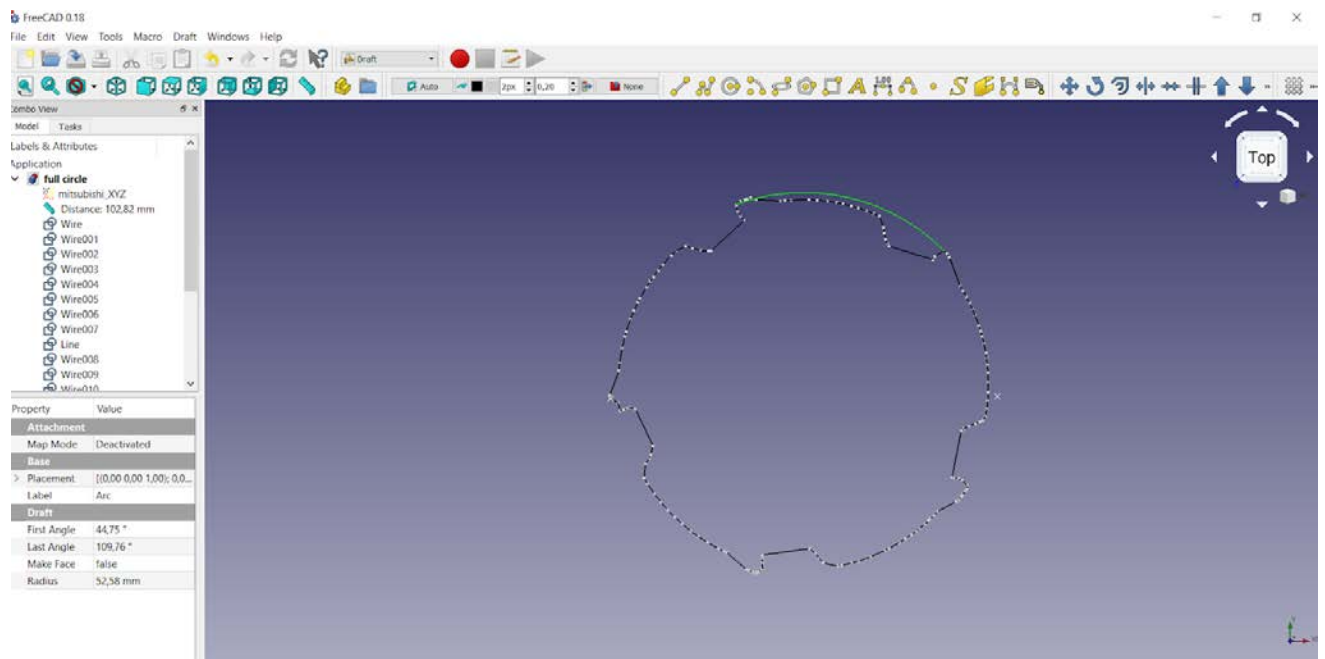 FreeCAD 0.18
File Edit View Tools Macro Draft Windows Help
Draft
Auto 2px 0,20 None
Combo View
Model Tasks
Labels & Attributes
Application
full circle
mitsubishi_XYZ
Distance: 102,82 mm
Wire
Wire001
Wire002
Wire003
Wire004
Wire005
Wire006
Wire007
Line
Wire008
Wire009
Wire010
Property Value
Attachment
Map Mode Deactivated
Base
Placement [(0,00 0,00 1,00); 0,0...
Label Arc
Draft
First Angle 44,75 °
Last Angle 109,76 °
Make Face false
Radius 52,58 mm
Top